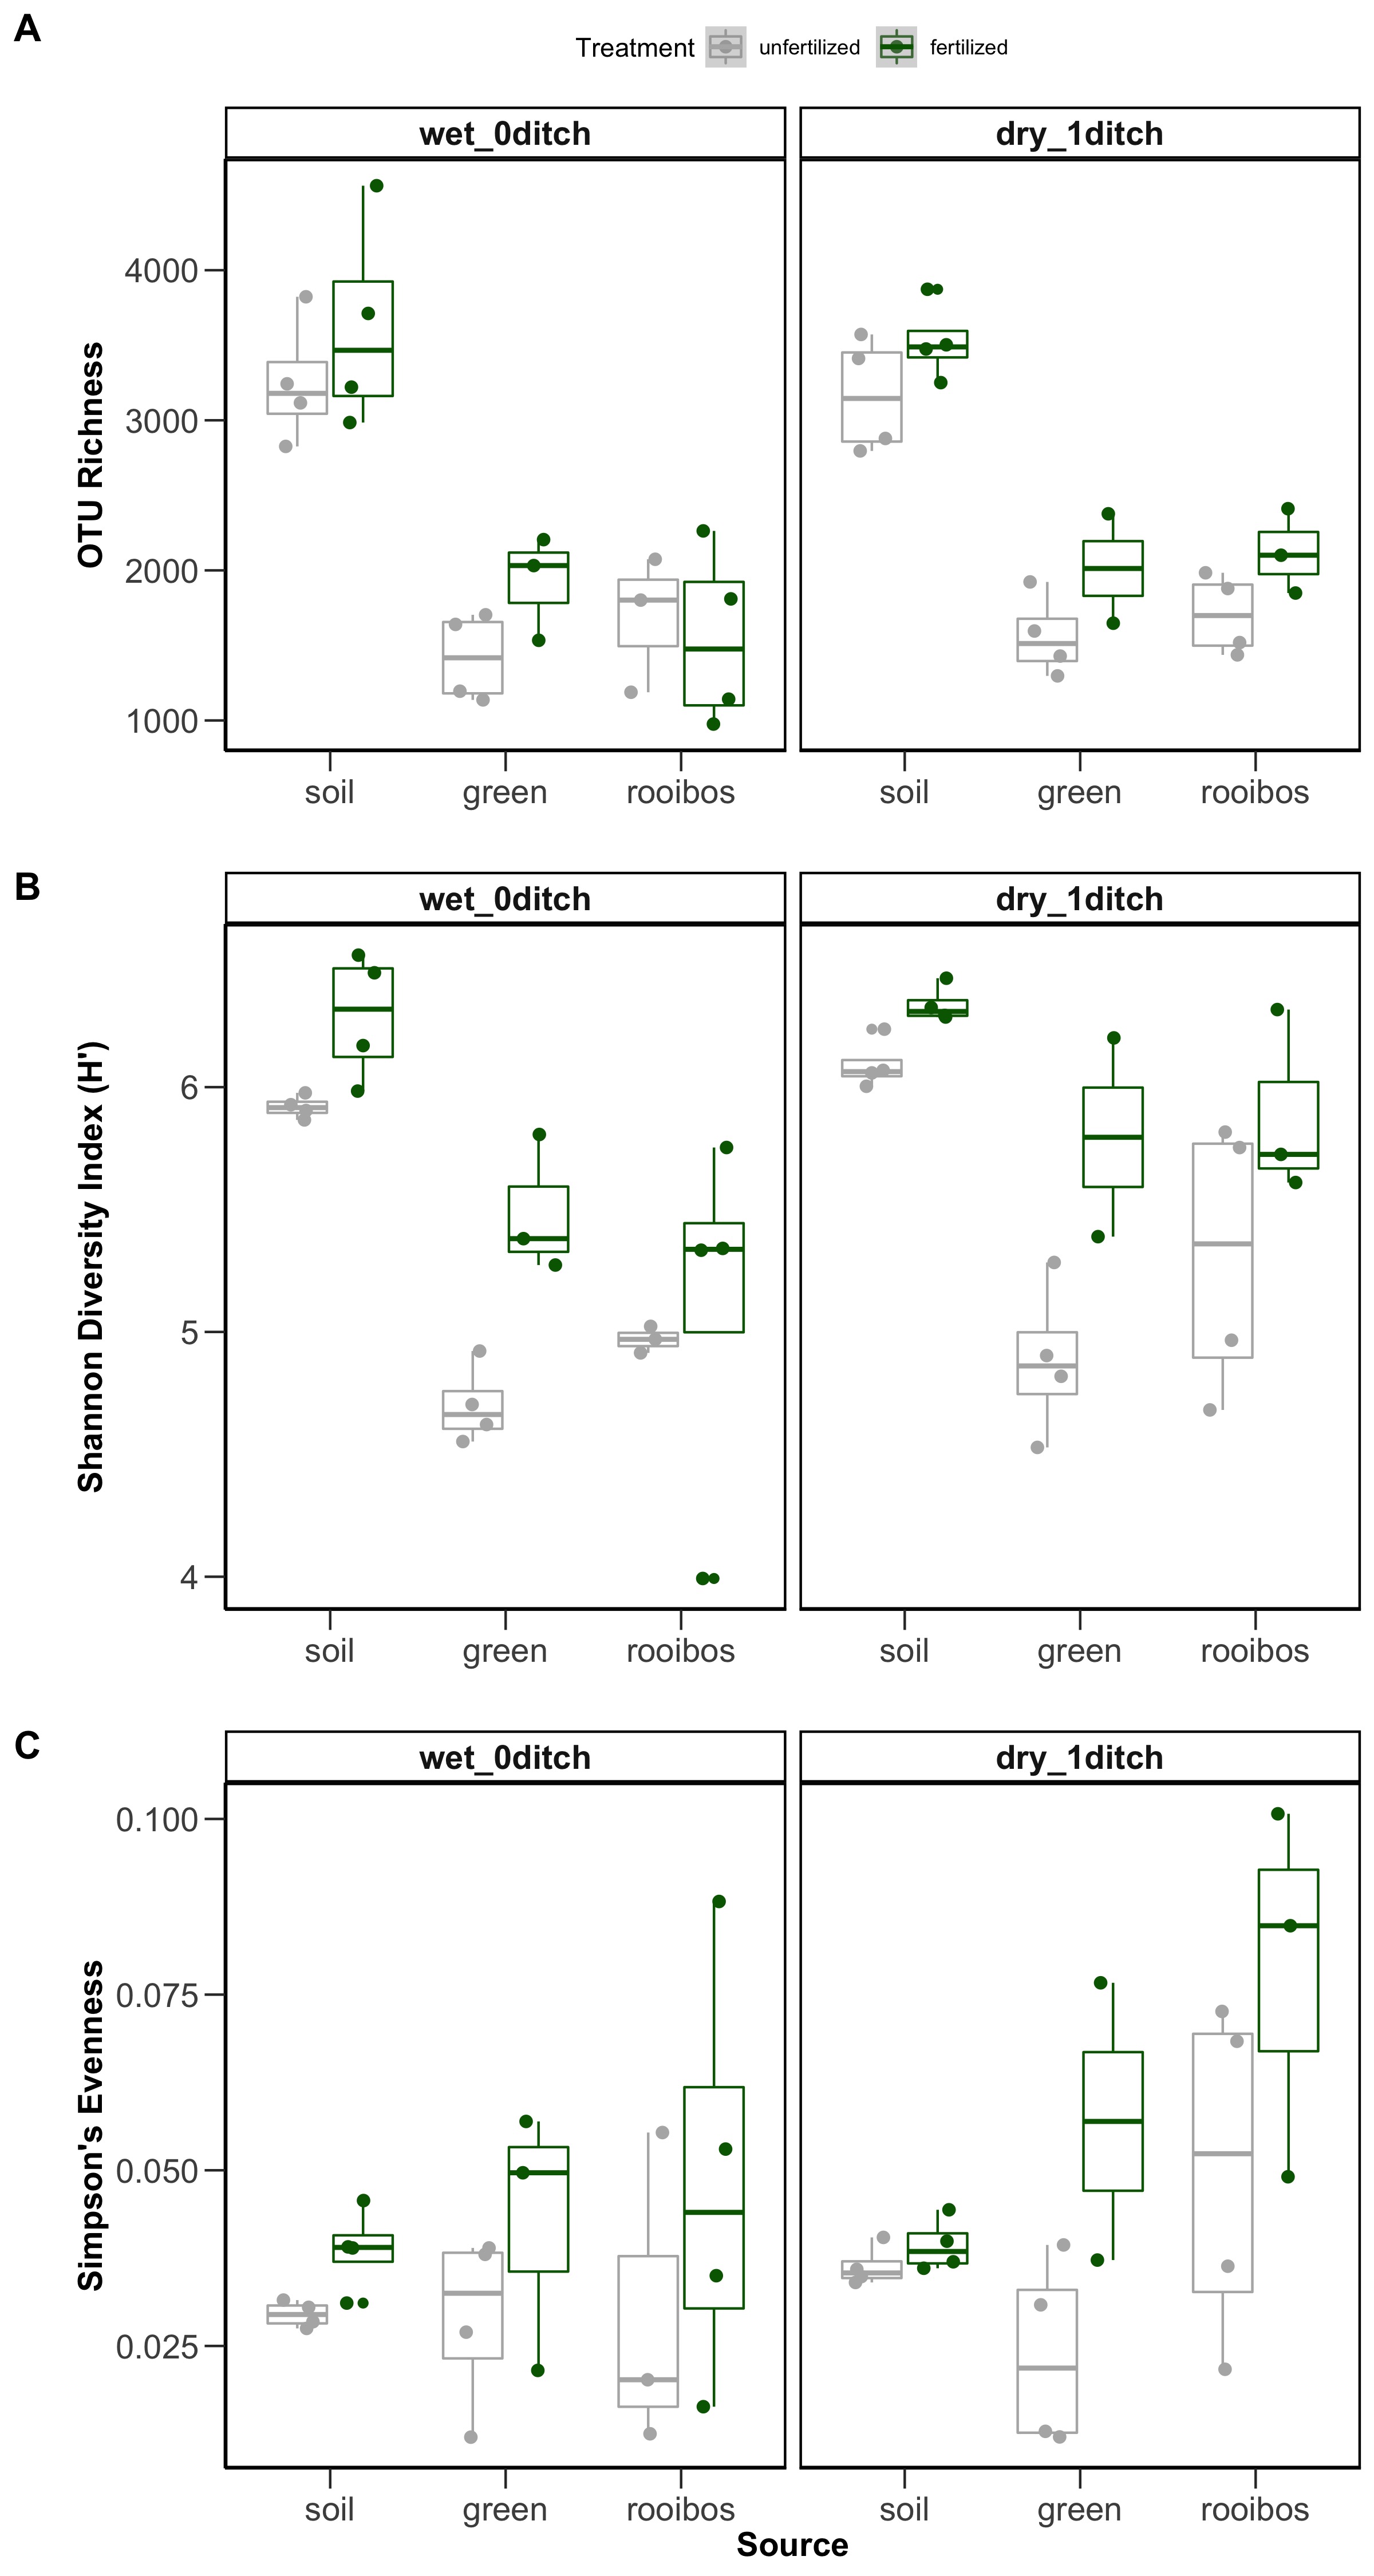 A
Treatment unfertilized fertilized
wet_0ditch dry_1ditch
OTU Richness
4000
3000
2000
1000
soil green rooibos soil green rooibos
B
wet_0ditch dry_1ditch
Shannon Diversity Index (H')
6
5
4
soil green rooibos soil green rooibos
C
wet_0ditch dry_1ditch
Simpson's Evenness
0.100
0.075
0.050
0.025
soil green rooibos soil green rooibos
Source